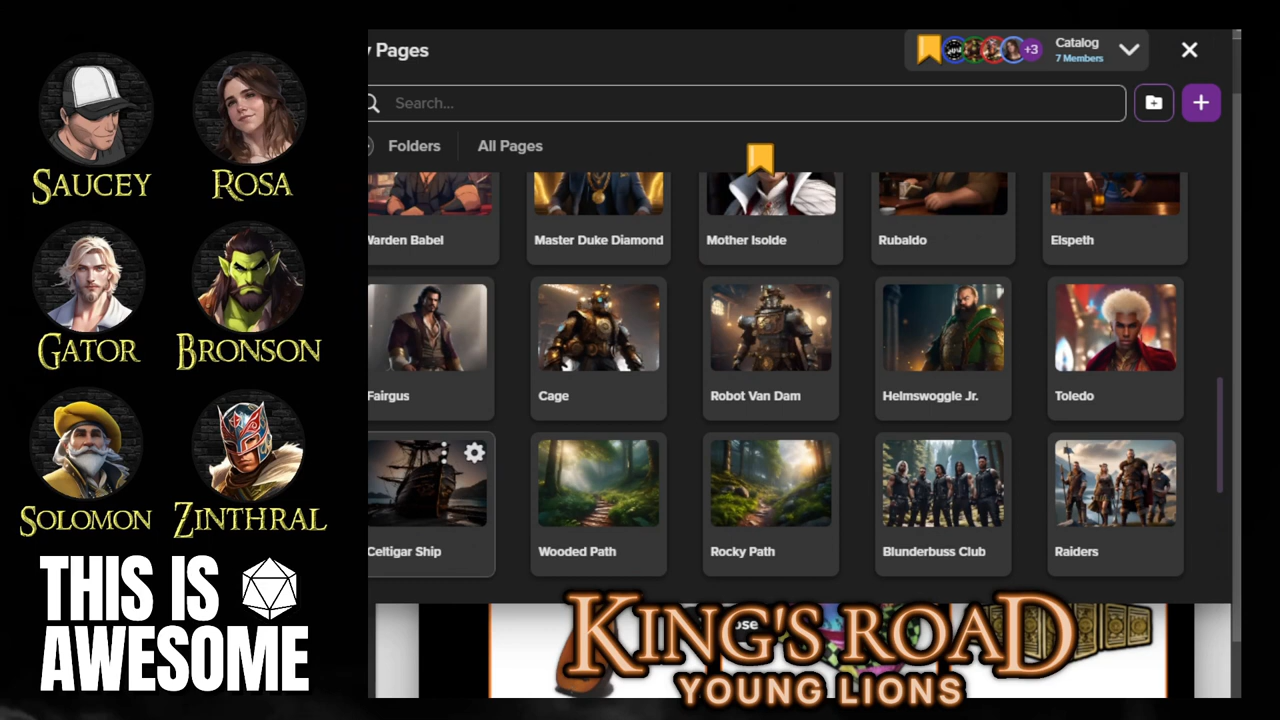 SAUCEY
ROSA
GATOR
BRONSON
SOLOMON
ZINTHRAL
THIS IS
AWESOME
Pages
+3
Catalog
7 Members
Search...
Folders
All Pages
Warden Babel
Master Duke Diamond
Mother Isolde
Rubaldo
Elspeth
Fairgus
Cage
Robot Van Dam
Helmswoggle Jr.
Toledo
Celtigar Ship
Wooded Path
Rocky Path
Blunderbuss Club
Raiders
KING'S ROAD
YOUNG LIONS